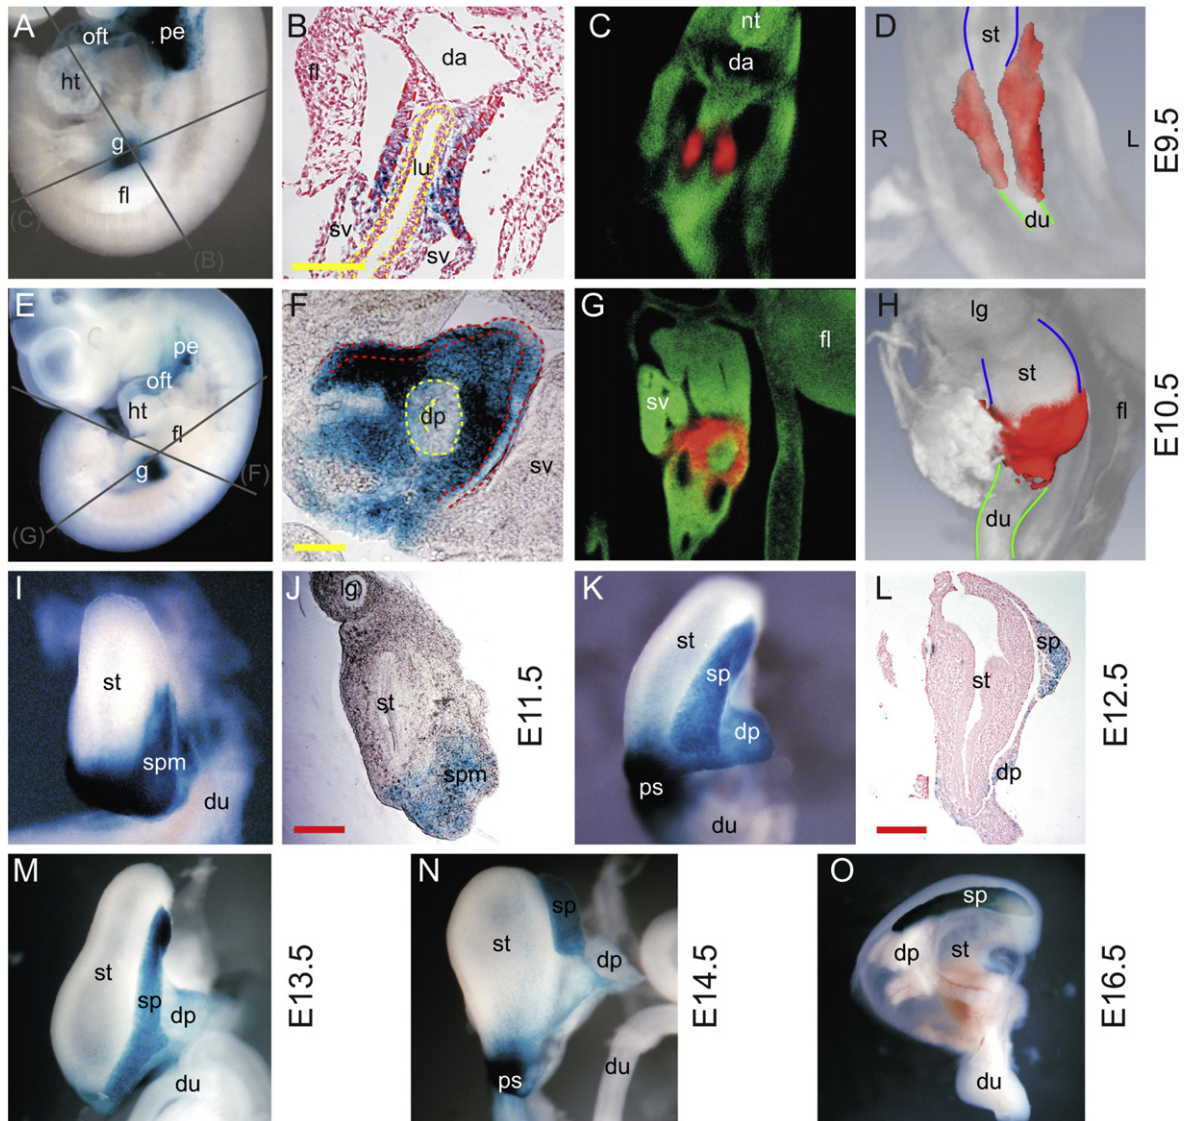 A oft pe ht g fl (C) (B)
B fl da lu sv sv
C nt da
D st R L du
E9.5
E pe oft ht fl g (F) (G)
F dp sv
G fl sv
H lg st fl du
E10.5
I st spm du
J lg st spm
E11.5
K st sp dp ps du
L sp st dp
E12.5
M st sp dp du
E13.5
N sp st dp ps du
E14.5
O sp dp st du
E16.5